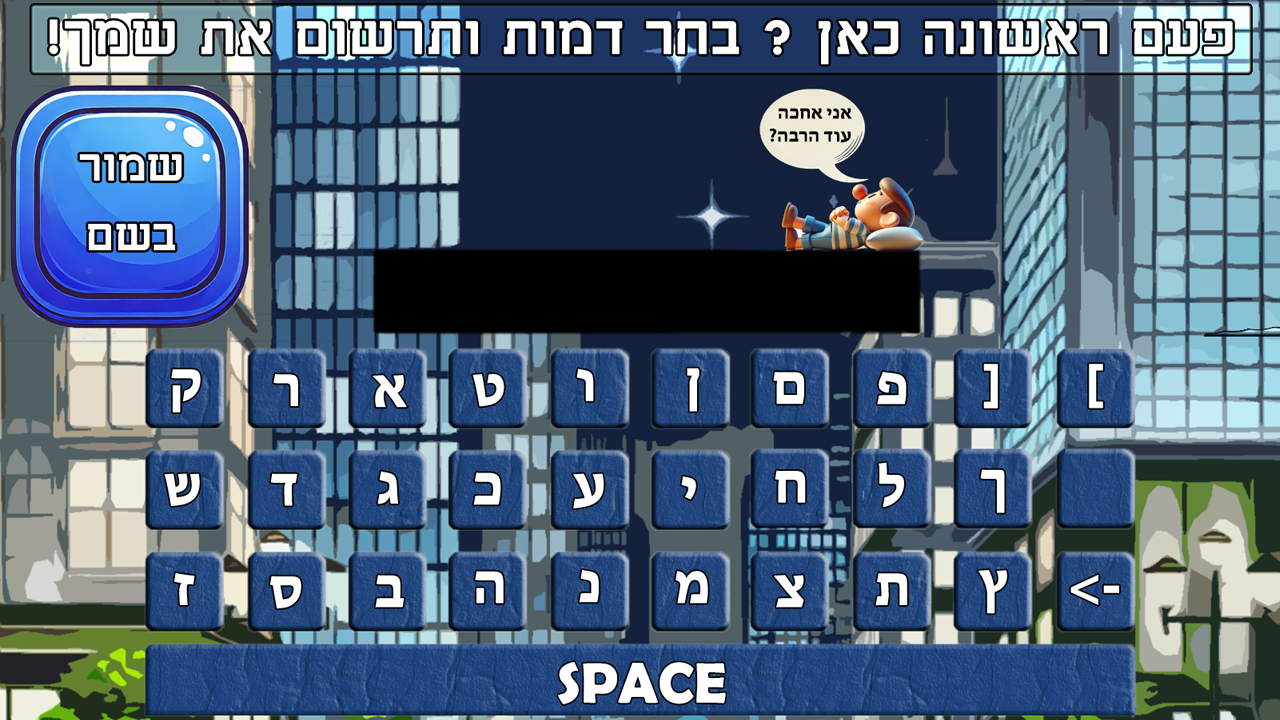 פעם ראשונה כאן ? בחר דמות ותרשום את שמך!
אני אחכה
עוד הרבה?
שמור
בשם
ק ר א ט ו ן ם פ [ ]
ש ד ג כ ע י ח ל ך
ז ס ב ה נ מ צ ת ץ <-
SPACE